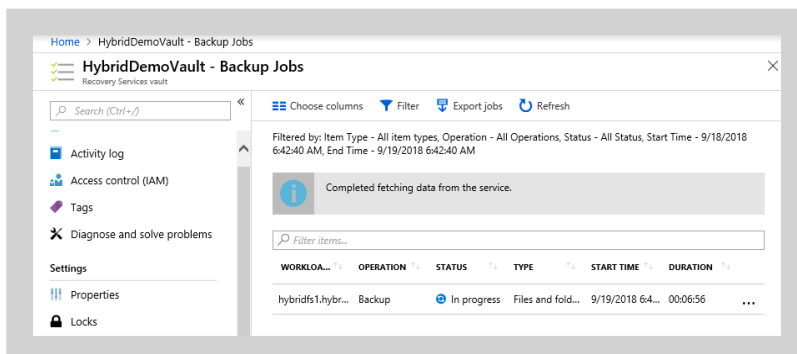 Home > HybridDemoVault - Backup Jobs
HybridDemoVault - Backup Jobs
Recovery Services vault
Search (Ctrl+/)
Activity log
Access control (IAM)
Tags
Diagnose and solve problems
Settings
Properties
Locks
Choose columns Filter Export jobs Refresh
Filtered by: Item Type - All item types, Operation - All Operations, Status - All Status, Start Time - 9/18/2018
6:42:40 AM, End Time - 9/19/2018 6:42:40 AM
Completed fetching data from the service.
Filter items...
WORKLOA... OPERATION STATUS TYPE START TIME DURATION
hybridfs1.hybr... Backup In progress Files and fold... 9/19/2018 6:4... 00:06:56 ...